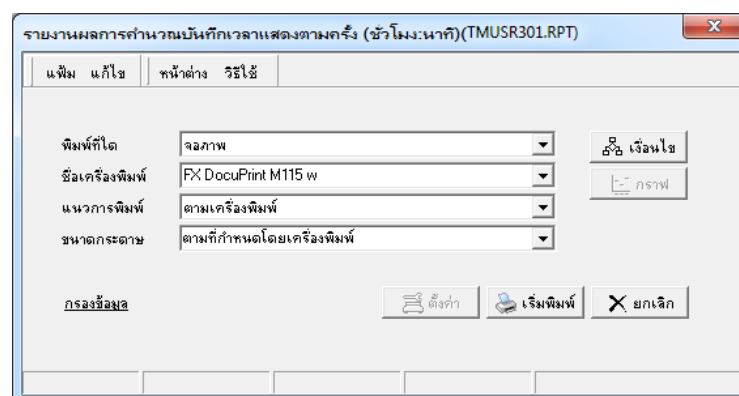 รายงานผลการคำนวณบันทึกเวลาแสดงตามครั้ง (ชั่วโมง:นาที)(TMUSR301.RPT)
แฟ้ม แก้ไข หน้าต่าง วิธีใช้
พิมพ์ที่ใด จอภาพ เงื่อนไข
ชื่อเครื่องพิมพ์ FX DocuPrint M115 w กราฟ
แนวการพิมพ์ ตามเครื่องพิมพ์
ขนาดกระดาษ ตามที่กำหนดโดยเครื่องพิมพ์
กรองข้อมูล ตั้งค่า เริ่มพิมพ์ ยกเลิก